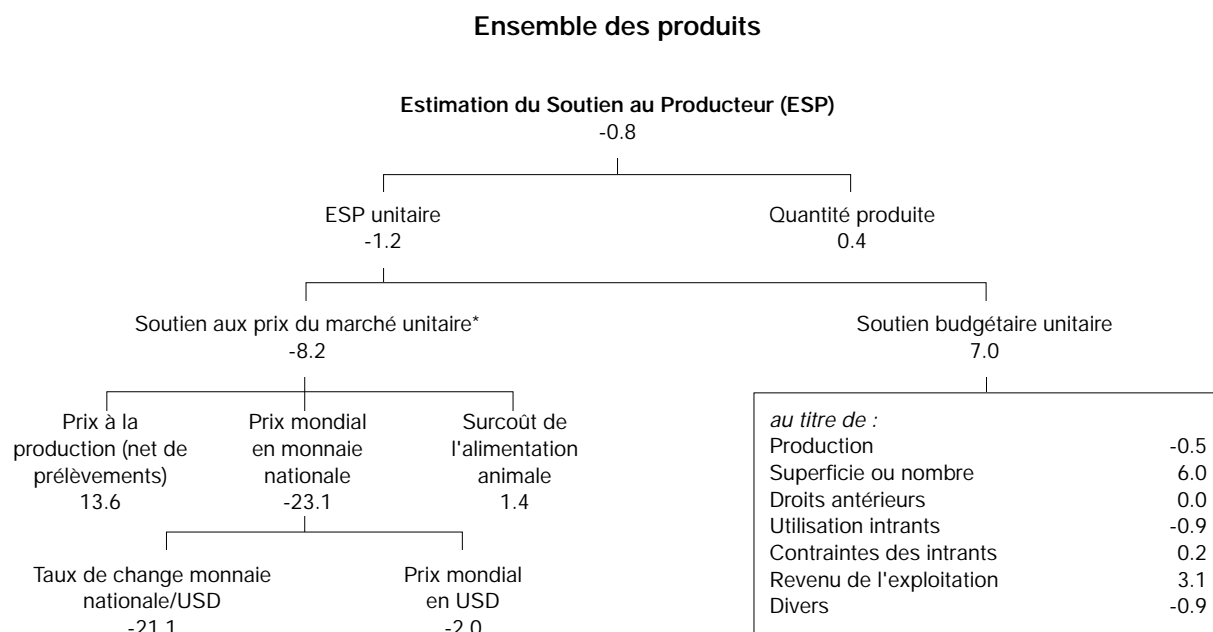 Ensemble des produits
Estimation du Soutien au Producteur (ESP)
-0.8
ESP unitaire
-1.2
Quantité produite
0.4
Soutien aux prix du marché unitaire*
-8.2
Soutien budgétaire unitaire
7.0
Prix à la
production (net de
prélèvements)
13.6
Prix mondial
en monnaie
nationale
-23.1
Surcoût de
l'alimentation
animale
1.4
Taux de change monnaie
nationale/USD
-21.1
Prix mondial
en USD
-2.0
au titre de :
Production -0.5
Superficie ou nombre 6.0
Droits antérieurs 0.0
Utilisation intrants -0.9
Contraintes des intrants 0.2
Revenu de l'exploitation 3.1
Divers -0.9